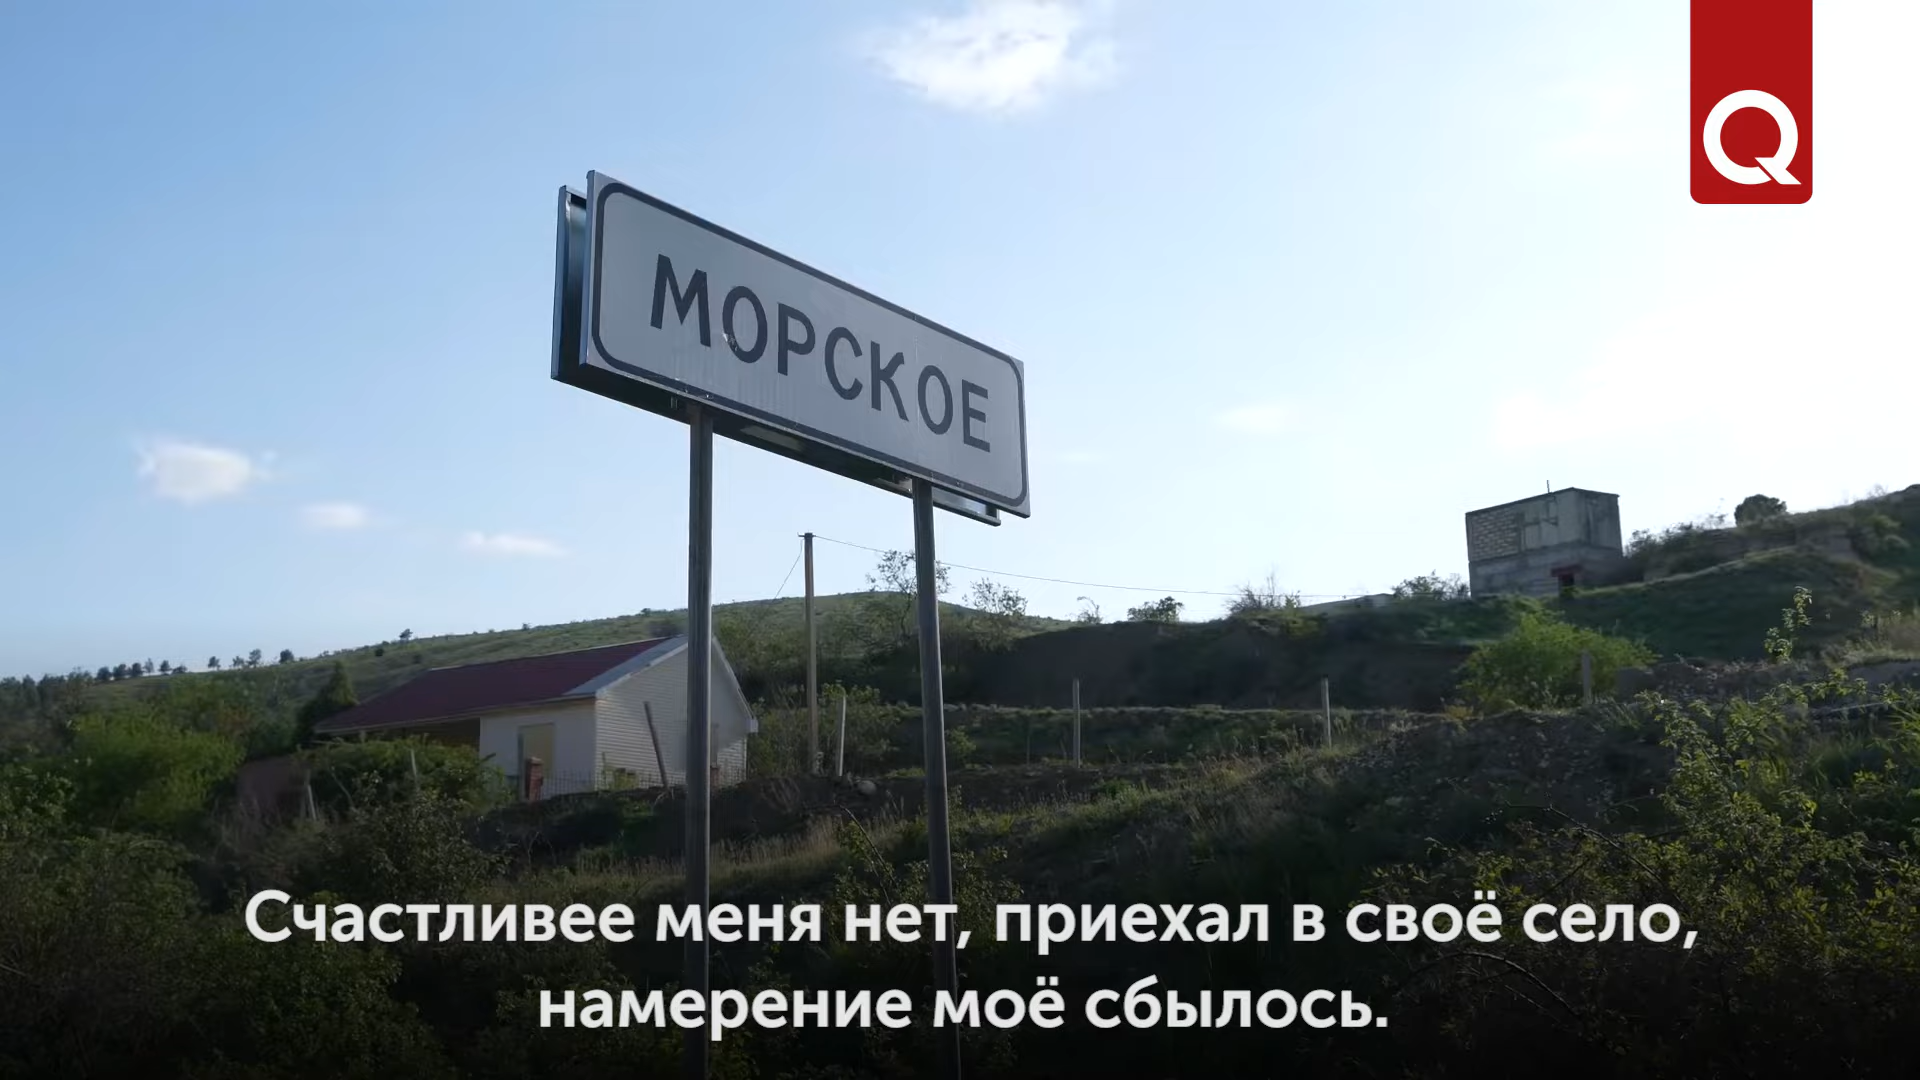 Q
МОРСКОЕ
Счастливее меня нет, приехал в своё село,
намерение моё сбылось.